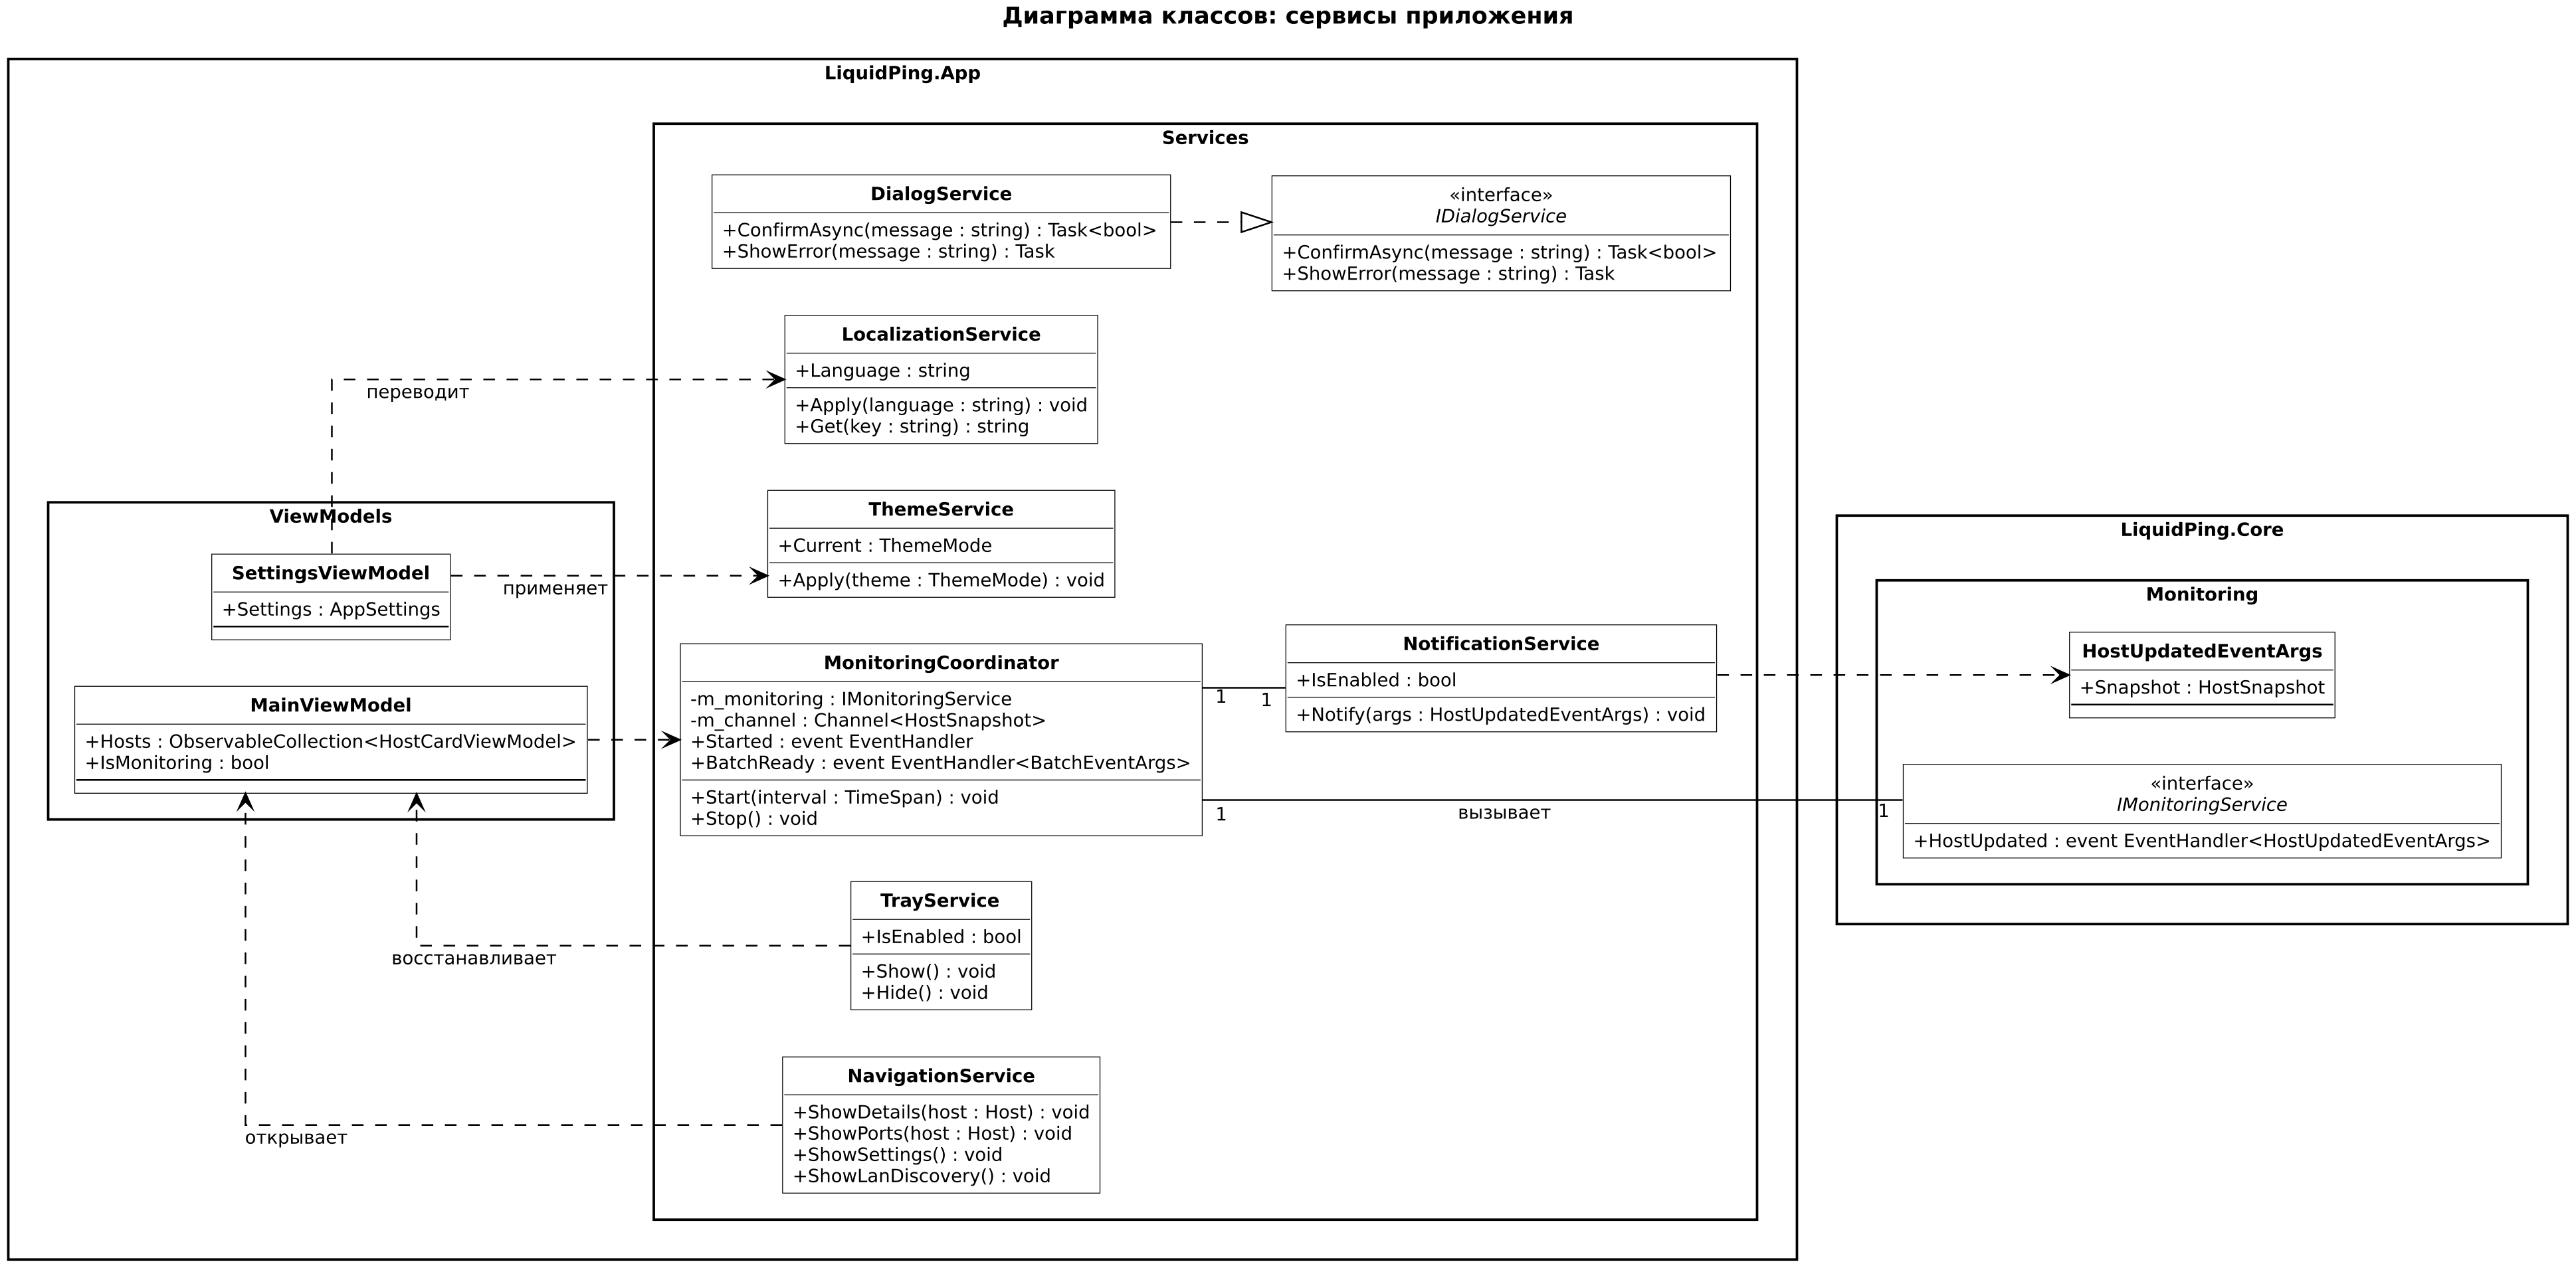 Диаграмма классов: сервисы приложения
LiquidPing.App
Services
DialogService
+ConfirmAsync(message : string) : Task<bool>
+ShowError(message : string) : Task
«interface»
IDialogService
+ConfirmAsync(message : string) : Task<bool>
+ShowError(message : string) : Task
LocalizationService
+Language : string
+Apply(language : string) : void
+Get(key : string) : string
переводит
ViewModels
SettingsViewModel
+Settings : AppSettings
применяет
ThemeService
+Current : ThemeMode
+Apply(theme : ThemeMode) : void
MainViewModel
+Hosts : ObservableCollection<HostCardViewModel>
+IsMonitoring : bool
MonitoringCoordinator
-m_monitoring : IMonitoringService
-m_channel : Channel<HostSnapshot>
+Started : event EventHandler
+BatchReady : event EventHandler<BatchEventArgs>
+Start(interval : TimeSpan) : void
+Stop() : void
1
1
NotificationService
+IsEnabled : bool
+Notify(args : HostUpdatedEventArgs) : void
1
вызывает
1
LiquidPing.Core
Monitoring
HostUpdatedEventArgs
+Snapshot : HostSnapshot
«interface»
IMonitoringService
+HostUpdated : event EventHandler<HostUpdatedEventArgs>
TrayService
+IsEnabled : bool
+Show() : void
+Hide() : void
восстанавливает
NavigationService
+ShowDetails(host : Host) : void
+ShowPorts(host : Host) : void
+ShowSettings() : void
+ShowLanDiscovery() : void
открывает